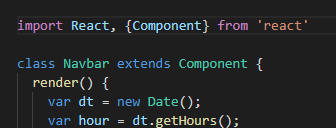 import React, {Component} from 'react'
class Navbar extends Component {
render() {
var dt = new Date();
var hour = dt.getHours();